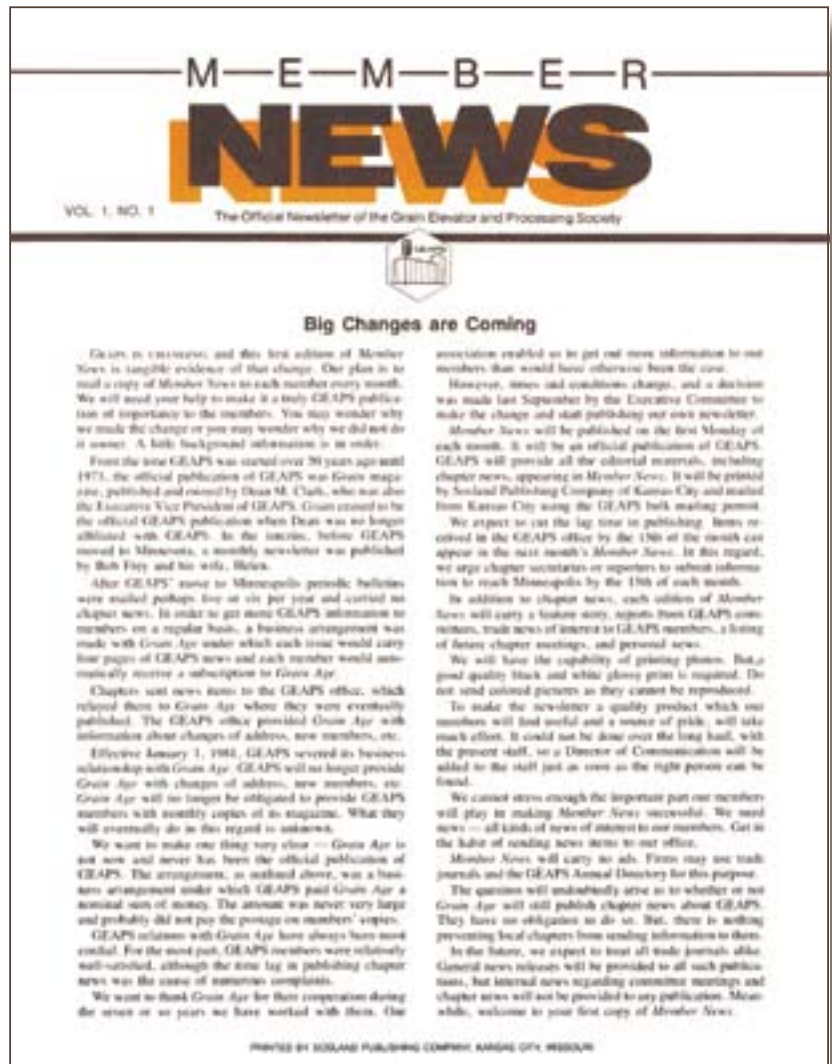 M—E—M—B—E—R
NEWS
VOL. 1, NO. 1
The Official Newsletter of the Grain Elevator and Processing Society
Big Changes are Coming
GEAPS IS CHANGING and this first edition of Member
News is tangible evidence of that change. Our plan is to
mail a copy of Member News to each member every month.
We will need your help to make it a truly GEAPS publica-
tion of importance to the members. You may wonder why
we made the change or you may wonder why we did not do
it sooner. A little background information is in order.
From the time GEAPS was started over 50 years ago until
1973, the official publication of GEAPS was Grain maga-
zine, published and owned by Dean M. Clark, who was also
the Executive Vice President of GEAPS. Grain ceased to be
the official GEAPS publication when Dean was no longer
affiliated with GEAPS. In the interim, before GEAPS
moved to Minnesota, a monthly newsletter was published
by Bob Frey and his wife, Helen.
After GEAPS' move to Minneapolis periodic bulletins
were mailed perhaps five or six per year and carried no
chapter news. In order to get more GEAPS information to
members on a regular basis, a business arrangement was
made with Grain Age under which each issue would carry
four pages of GEAPS news and each member would auto-
matically receive a subscription to Grain Age.
Chapters sent news items to the GEAPS office, which
relayed them to Grain Age where they were eventually
published. The GEAPS office provided Grain Age with
information about changes of address, new members, etc.
Effective January 1, 1981, GEAPS severed its business
relationship with Grain Age. GEAPS will no longer provide
Grain Age with changes of address, new members, etc.
Grain Age will no longer be obligated to provide GEAPS
members with monthly copies of its magazine. What they
will eventually do in this regard is unknown.
We want to make one thing very clear — Grain Age is
not now and never has been the official publication of
GEAPS. The arrangement, as outlined above, was a busi-
ness arrangement under which GEAPS paid Grain Age a
nominal sum of money. The amount was never very large
and probably did not pay the postage on members' copies.
GEAPS relations with Grain Age have always been most
cordial. For the most part, GEAPS members were relatively
well-satisfied, although the time lag in publishing chapter
news was the cause of numerous complaints.
We want to thank Grain Age for their cooperation during
the seven or so years we have worked with them. Our
association enabled us to get out more information to our
members than would have otherwise been the case.
However, times and conditions change, and a decision
was made last September by the Executive Committee to
make the change and start publishing our own newsletter.
Member News will be published on the first Monday of
each month. It will be an official publication of GEAPS.
GEAPS will provide all the editorial materials, including
chapter news, appearing in Member News. It will be printed
by Sosland Publishing Company of Kansas City and mailed
from Kansas City using the GEAPS bulk mailing permit.
We expect to cut the lag time in publishing. Items re-
ceived in the GEAPS office by the 15th of the month can
appear in the next month's Member News. In this regard,
we urge chapter secretaries or reporters to submit informa-
tion to reach Minneapolis by the 15th of each month.
In addition to chapter news, each edition of Member
News will carry a feature story, reports from GEAPS com-
mittees, trade news of interest to GEAPS members, a listing
of future chapter meetings, and personal news.
We will have the capability of printing photos. But, a
good quality black and white glossy print is required. Do
not send colored pictures as they cannot be reproduced.
To make the newsletter a quality product which our
members will find useful and a source of pride, will take
much effort. It could not be done over the long haul, with
the present staff, so a Director of Communication will be
added to the staff just as soon as the right person can be
found.
We cannot stress enough the important part our members
will play in making Member News successful. We need
news — all kinds of news of interest to our members. Get in
the habit of sending news items to our office.
Member News will carry no ads. Firms may use trade
journals and the GEAPS Annual Directory for this purpose.
The question will undoubtedly arise as to whether or not
Grain Age will still publish chapter news about GEAPS.
They have no obligation to do so. But, there is nothing
preventing local chapters from sending information to them.
In the future, we expect to treat all trade journals alike.
General news releases will be provided to all such publica-
tions, but internal news regarding committee meetings and
chapter news will not be provided to any publication. Mean-
while, welcome to your first copy of Member News.
PRINTED BY SOSLAND PUBLISHING COMPANY, KANSAS CITY, MISSOURI